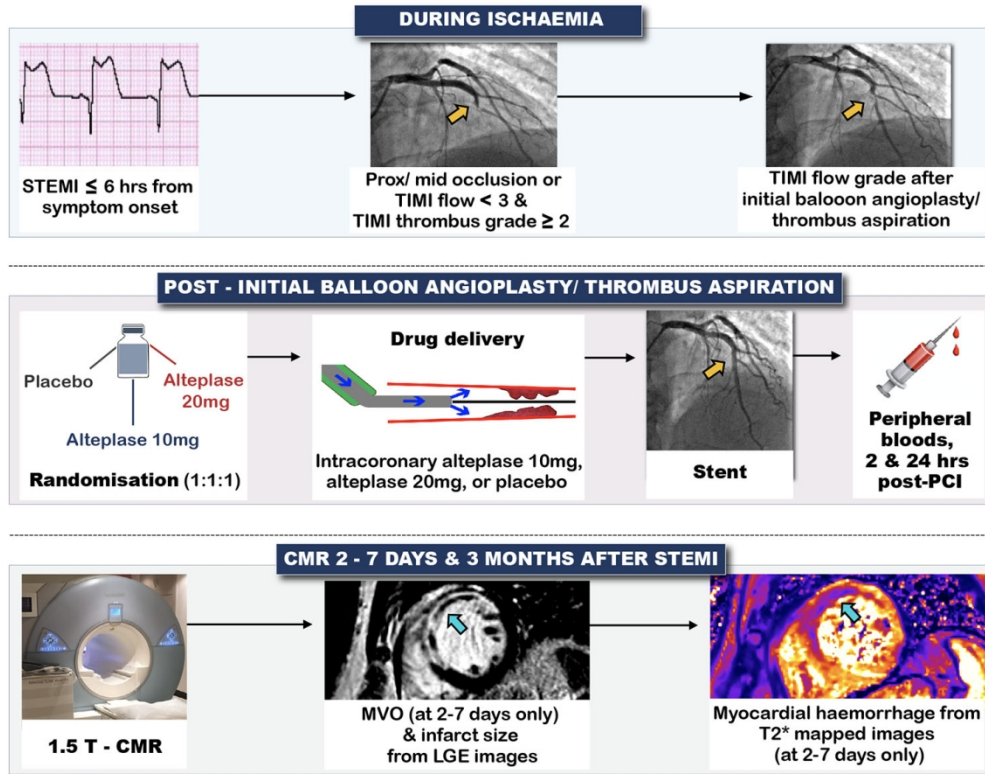 DURING ISCHAEMIA
STEMI ≤ 6 hrs from
symptom onset
Prox/ mid occlusion or
TIMI flow < 3 &
TIMI thrombus grade ≥ 2
TIMI flow grade after
initial balooon angioplasty/
thrombus aspiration
POST - INITIAL BALLOON ANGIOPLASTY/ THROMBUS ASPIRATION
Placebo
Alteplase
20mg
Alteplase 10mg
Randomisation (1:1:1)
Drug delivery
Intracoronary alteplase 10mg,
alteplase 20mg, or placebo
Stent
Peripheral
bloods,
2 & 24 hrs
post-PCI
CMR 2 - 7 DAYS & 3 MONTHS AFTER STEMI
1.5 T - CMR
MVO (at 2-7 days only)
& infarct size
from LGE images
Myocardial haemorrhage from
T2* mapped images
(at 2-7 days only)